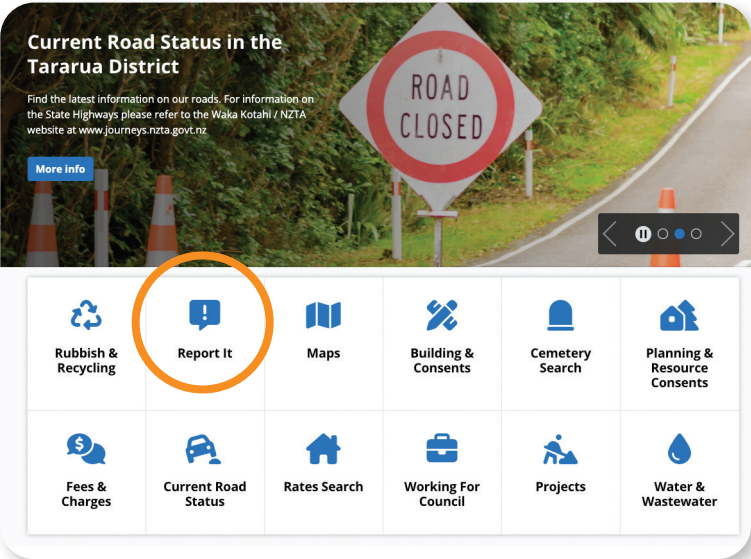 Current Road Status in the
Tararua District
Find the latest information on our roads. For information on
the State Highways please refer to the Waka Kotahi / NZTA
website at www.journeys.nzta.govt.nz
More info
ROAD
CLOSED
Rubbish &
Recycling
Report It
Maps
Building &
Consents
Cemetery
Search
Planning &
Resource
Consents
Fees &
Charges
Current Road
Status
Rates Search
Working For
Council
Projects
Water &
Wastewater